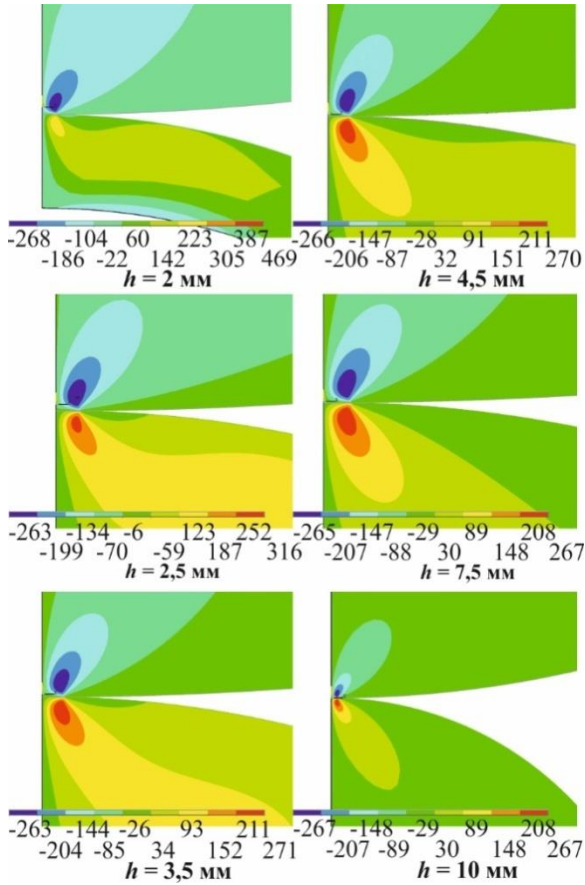 -268 -104 60 223 387
-186 -22 142 305 469
h = 2 мм
-266 -147 -28 91 211
-206 -87 32 151 270
h = 4,5 мм
-263 -134 -6 123 252
-199 -70 -59 187 316
h = 2,5 мм
-265 -147 -29 89 208
-207 -88 30 148 267
h = 7,5 мм
-263 -144 -26 93 211
-204 -85 34 152 271
h = 3,5 мм
-267 -148 -29 90 208
-207 -89 30 148 267
h = 10 мм